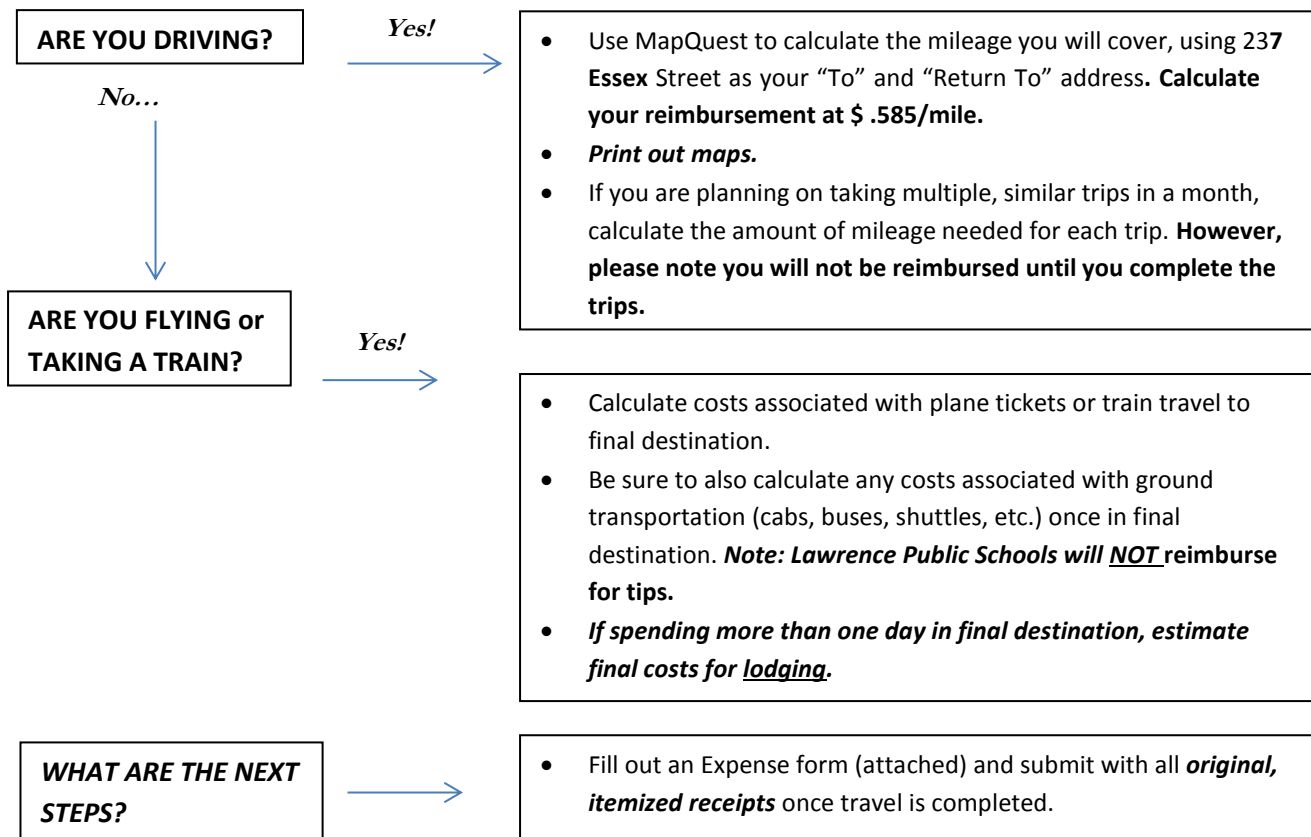 ARE YOU DRIVING?
Yes!
No...
• Use MapQuest to calculate the mileage you will cover, using 237
Essex Street as your “To” and “Return To” address. Calculate
your reimbursement at $ .585/mile.
• Print out maps.
• If you are planning on taking multiple, similar trips in a month,
calculate the amount of mileage needed for each trip. However,
please note you will not be reimbursed until you complete the
trips.
ARE YOU FLYING or
TAKING A TRAIN?
Yes!
• Calculate costs associated with plane tickets or train travel to
final destination.
• Be sure to also calculate any costs associated with ground
transportation (cabs, buses, shuttles, etc.) once in final
destination. Note: Lawrence Public Schools will NOT reimburse
for tips.
• If spending more than one day in final destination, estimate
final costs for lodging.
WHAT ARE THE NEXT
STEPS?
• Fill out an Expense form (attached) and submit with all original,
itemized receipts once travel is completed.